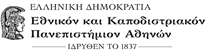 ΕΛΛΗΝΙΚΗ ΔΗΜΟΚΡΑΤΙΑ
Εθνικόν και Καποδιστριακόν
Πανεπιστήμιον Αθηνών
ΙΔΡΥΘΕΝ ΤΟ 1837